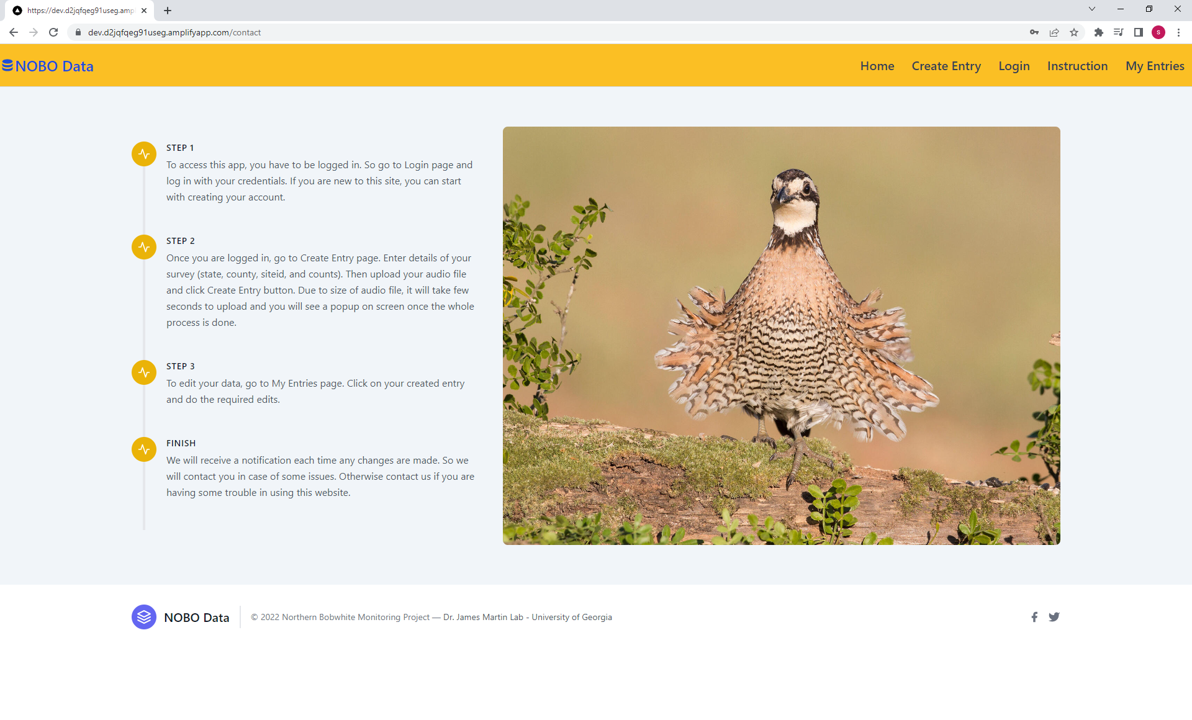 https://dev.d2jqfqeg91useg.amp
dev.d2jqfqeg91useg.amplifyapp.com/contact
S
NOBO Data
Home
Create Entry
Login
Instruction
My Entries
STEP 1
To access this app, you have to be logged in. So go to Login page and
log in with your credentials. If you are new to this site, you can start
with creating your account.
STEP 2
Once you are logged in, go to Create Entry page. Enter details of your
survey (state, county, siteid, and counts). Then upload your audio file
and click Create Entry button. Due to size of audio file, it will take few
seconds to upload and you will see a popup on screen once the whole
process is done.
STEP 3
To edit your data, go to My Entries page. Click on your created entry
and do the required edits.
FINISH
We will receive a notification each time any changes are made. So we
will contact you in case of some issues. Otherwise contact us if you are
having some trouble in using this website.
NOBO Data
© 2022 Northern Bobwhite Monitoring Project — Dr. James Martin Lab - University of Georgia